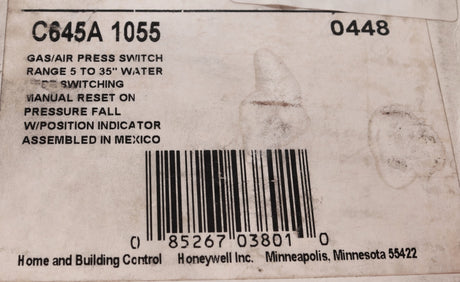 C645A 1055 0448
GAS/AIR PRESS SWITCH
RANGE 5 TO 35" WATER
SWITCHING
MANUAL RESET ON
PRESSURE FALL
W/POSITION INDICATOR
ASSEMBLED IN MEXICO
0 85267 03801 0
Home and Building Control Honeywell Inc. Minneapolis, Minnesota 55422